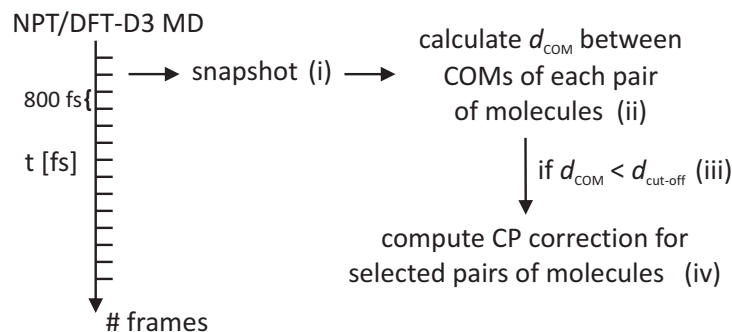 NPT/DFT-D3 MD
snapshot (i)
800 fs{
t [fs]
# frames
calculate d_COM between
COMs of each pair
of molecules (ii)
if d_COM < d_cut-off (iii)
compute CP correction for
selected pairs of molecules (iv)